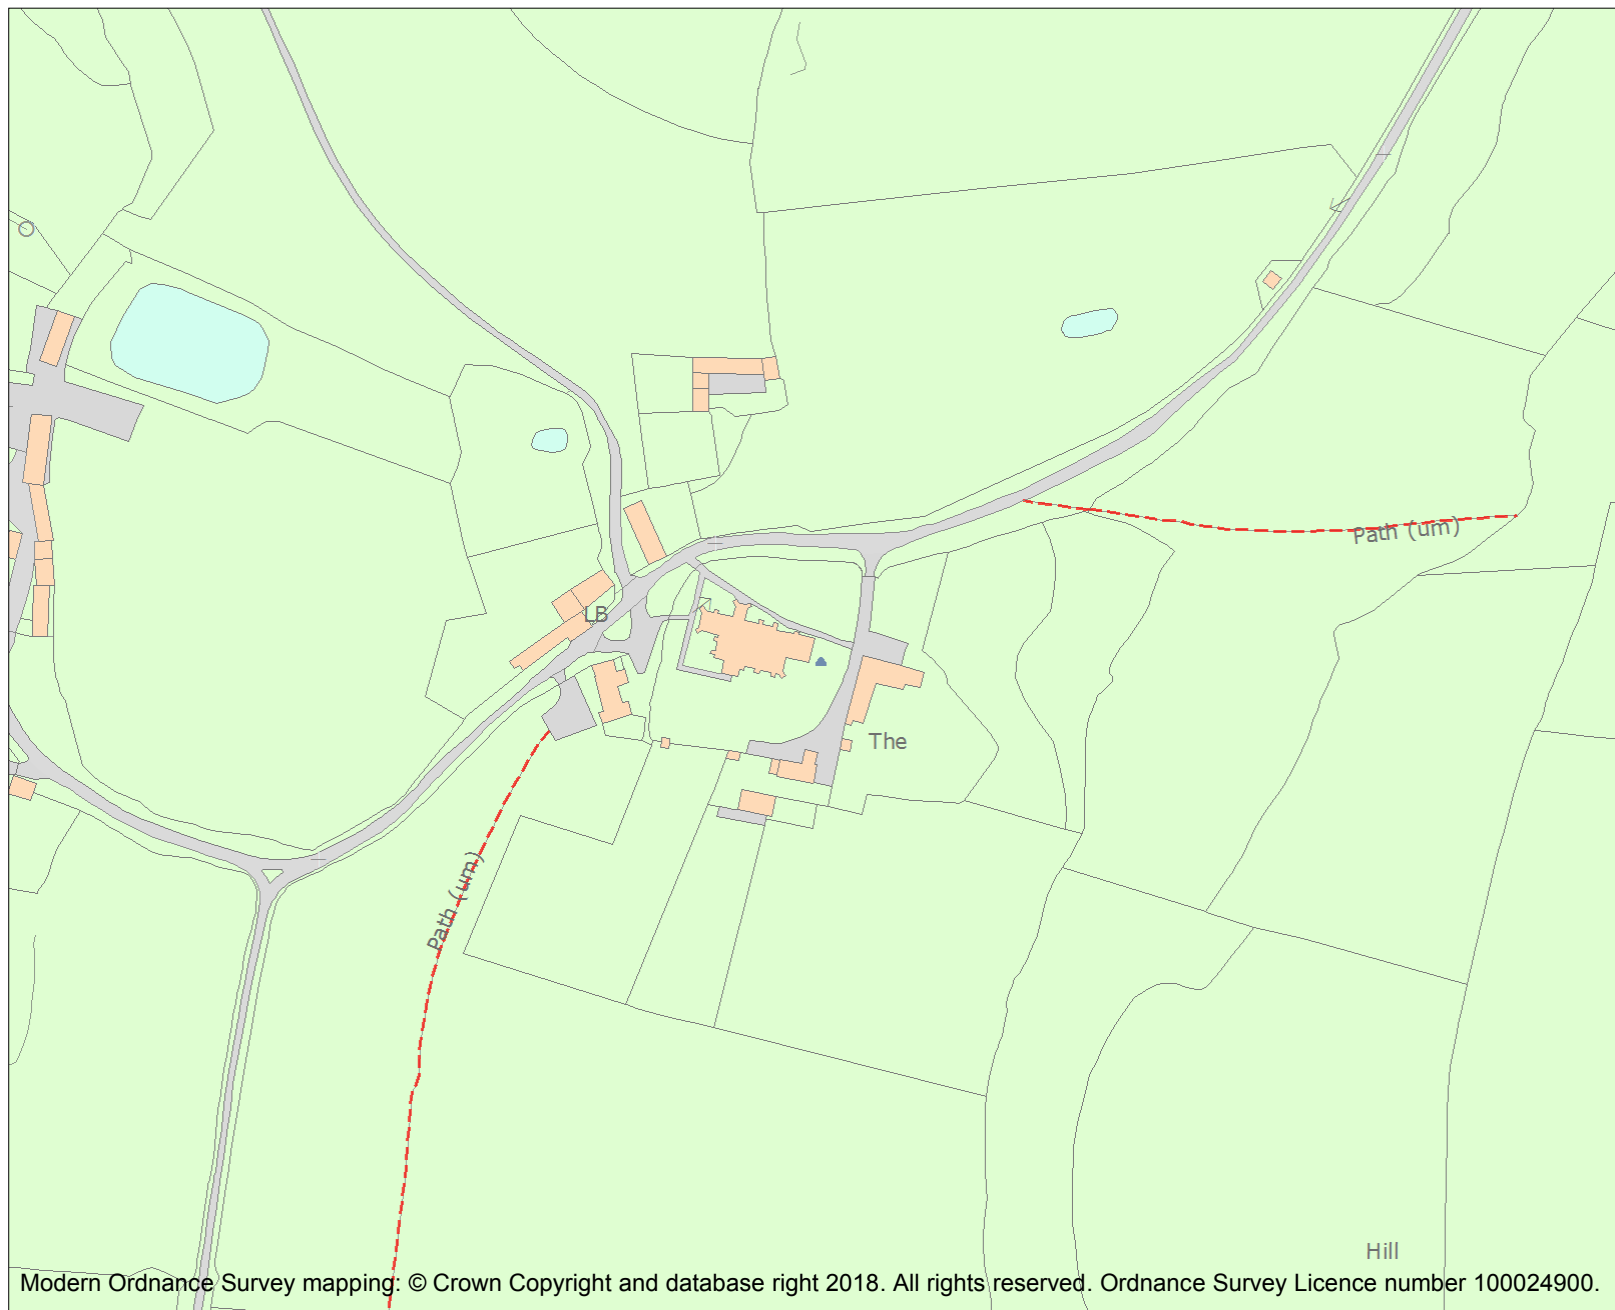 Path (um)
LB
The
Path (um)
Hill
Modern Ordnance Survey mapping: © Crown Copyright and database right 2018. All rights reserved. Ordnance Survey Licence number 100024900.